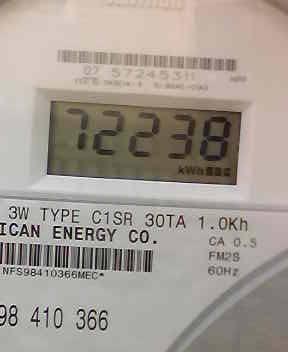 07 572453
72238
kWh
3W TYPE C1SR 30TA 1.0Kh
ICAN ENERGY CO.
CA 0.5
FM2S
NFS98410366MEC*
60Hz
98 410 366